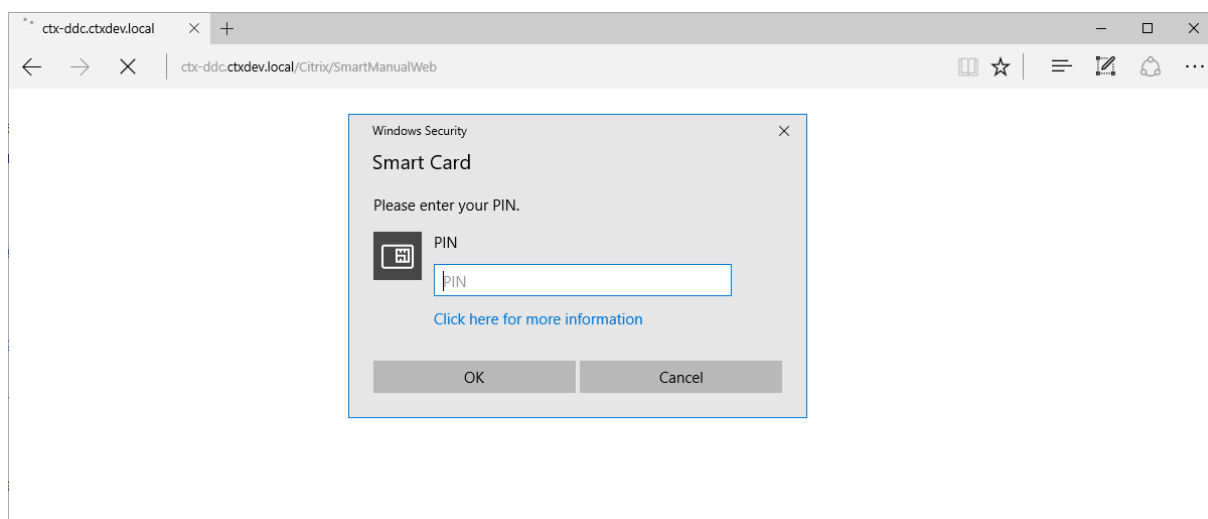 ctx-ddc.ctxdev.local
ctx-ddc.ctxdev.local/Citrix/SmartManualWeb
Windows Security
Smart Card
Please enter your PIN.
PIN
PIN
Click here for more information
OK Cancel